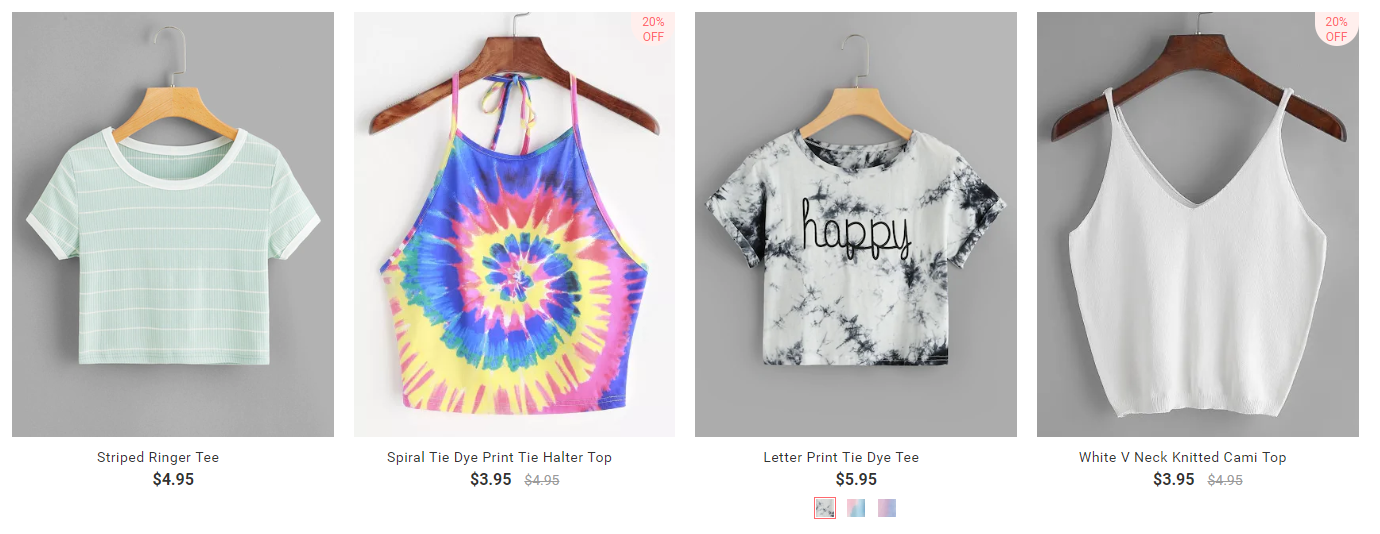 20%
OFF
20%
OFF
happy
Striped Ringer Tee
$4.95
Spiral Tie Dye Print Tie Halter Top
$3.95 $4.95
Letter Print Tie Dye Tee
$5.95
White V Neck Knitted Cami Top
$3.95 $4.95